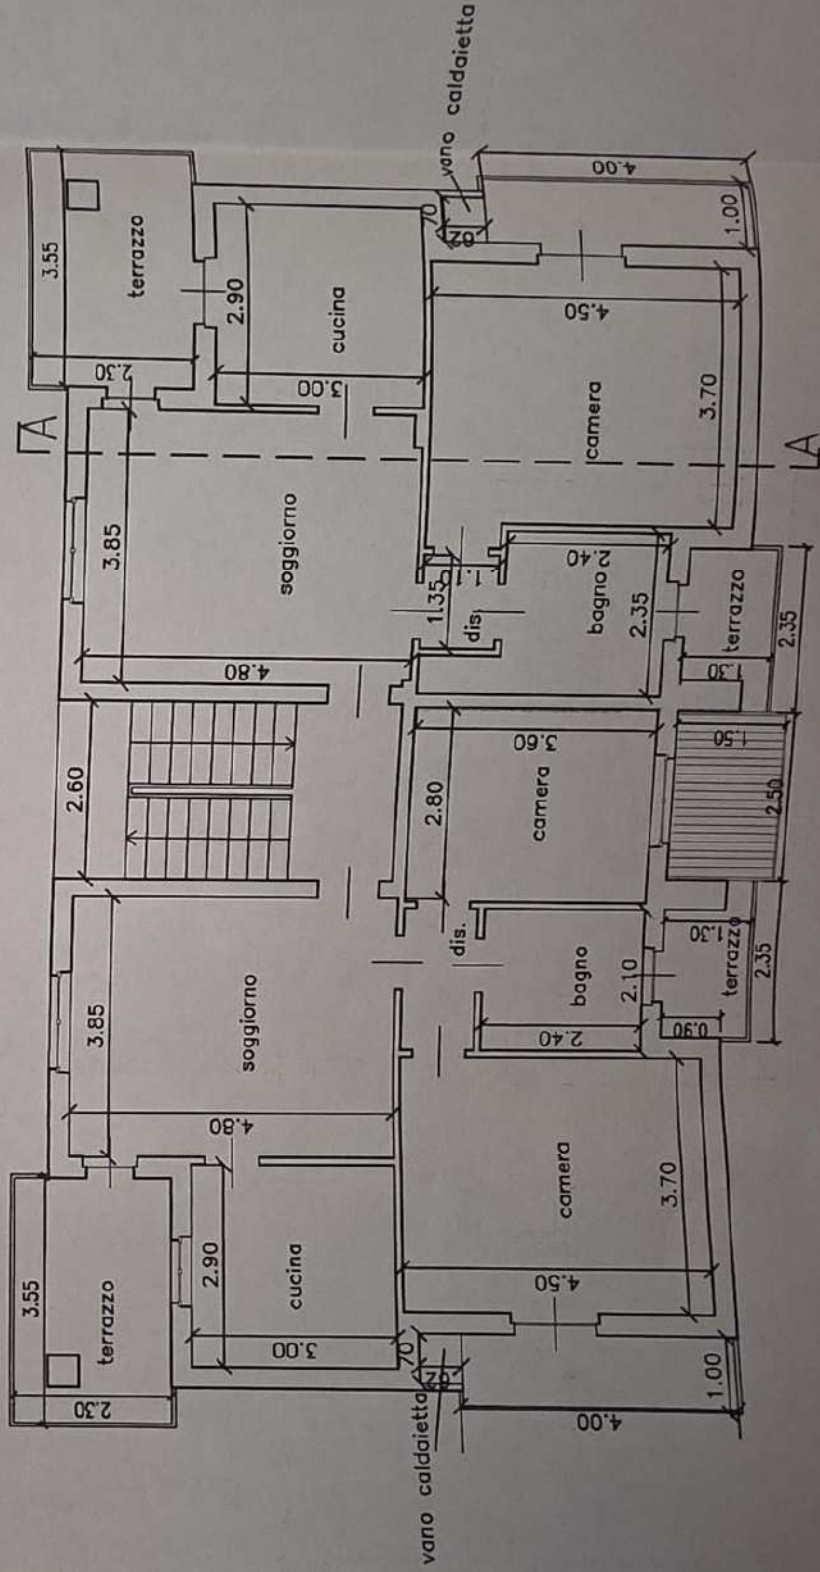 3.55
terrazzo
2.30
2.90
cucina
3.00
70
62
vano caldaietta
4.00
1.00
A
3.85
soggiorno
4.80
4.50
camera
3.70
A
1.35
1.1
dis.
2.40
bagno
2.35
terrazzo
1.30
2.35
2.60
2.80
3.60
camera
1.50
2.50
3.85
soggiorno
4.80
dis.
bagno
2.10
2.40
1.30
terrazzo
0.90
2.35
3.55
terrazzo
2.30
2.90
cucina
3.00
camera
3.70
4.50
70
62
vano caldaietta
4.00
1.00